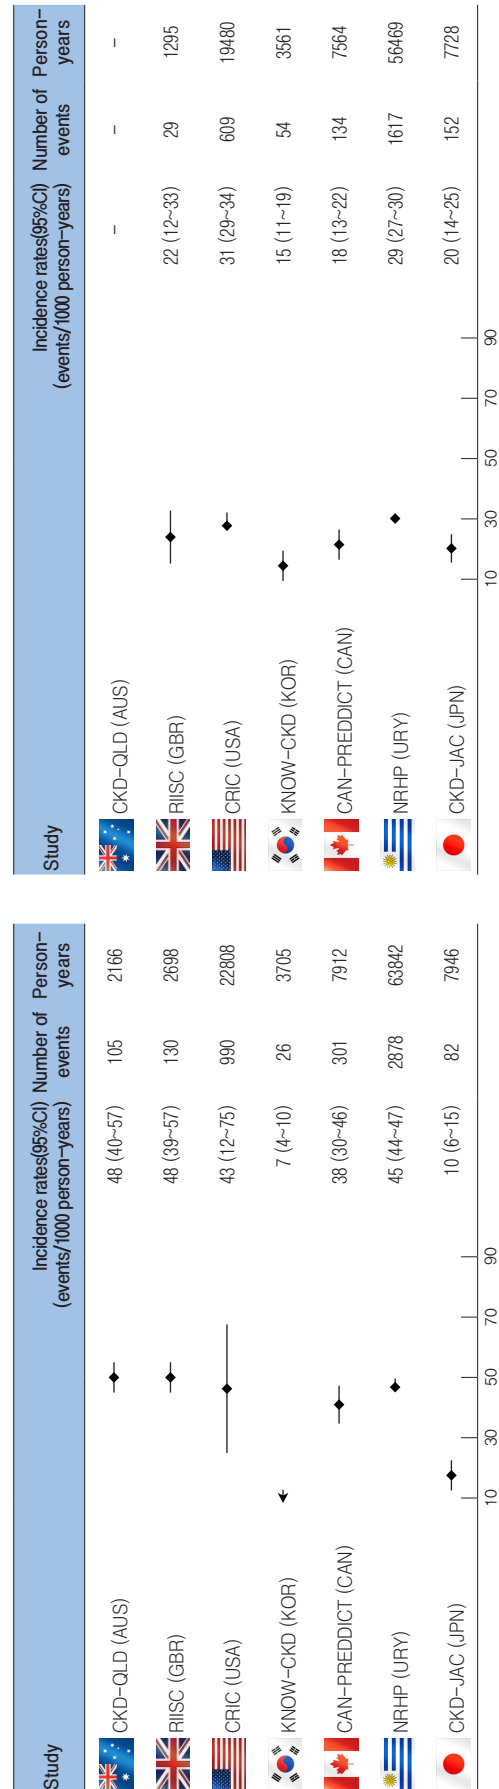 Study Incidence rates(95%CI) Number of Person-
(events/1000 person-years) events years
CKD-QLD (AUS) 48 (40~57) 105 2166
RIISC (GBR) 48 (39~57) 130 2698
CRIC (USA) 43 (12~75) 990 22808
KNOW-CKD (KOR) 7 (4~10) 26 3705
CAN-PREDDICT (CAN) 38 (30~46) 301 7912
NRHP (URY) 45 (44~47) 2878 63842
CKD-JAC (JPN) 10 (6~15) 82 7946
10 30 50 70 90
Study Incidence rates(95%CI) Number of Person-
(events/1000 person-years) events years
CKD-QLD (AUS) - - -
RIISC (GBR) 22 (12~33) 29 1295
CRIC (USA) 31 (29~34) 609 19480
KNOW-CKD (KOR) 15 (11~19) 54 3561
CAN-PREDDICT (CAN) 18 (13~22) 134 7564
NRHP (URY) 29 (27~30) 1617 56469
CKD-JAC (JPN) 20 (14~25) 152 7728
10 30 50 70 90